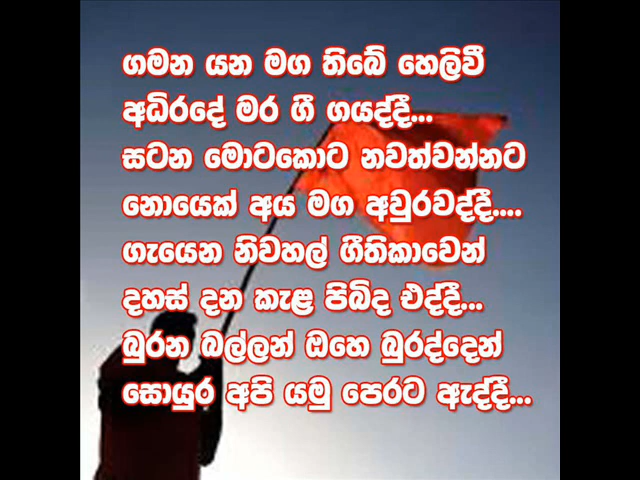 ගමන යන මග තිබේ හෙලිවී
අධිරදේ මර ගී ගයද්දී...
සටන මොටකොට නවත්වන්නට
නොයෙක් අය මග අවුරවද්දී....
ගැයෙන නිවහල් ගීතිකාවෙන්
දහස් දන කැළ පිබිද එද්දී...
බුරන බල්ලන් ඔහෙ බුරද්දෙන්
සොයුර අපි යමු පෙරට ඇද්දී...